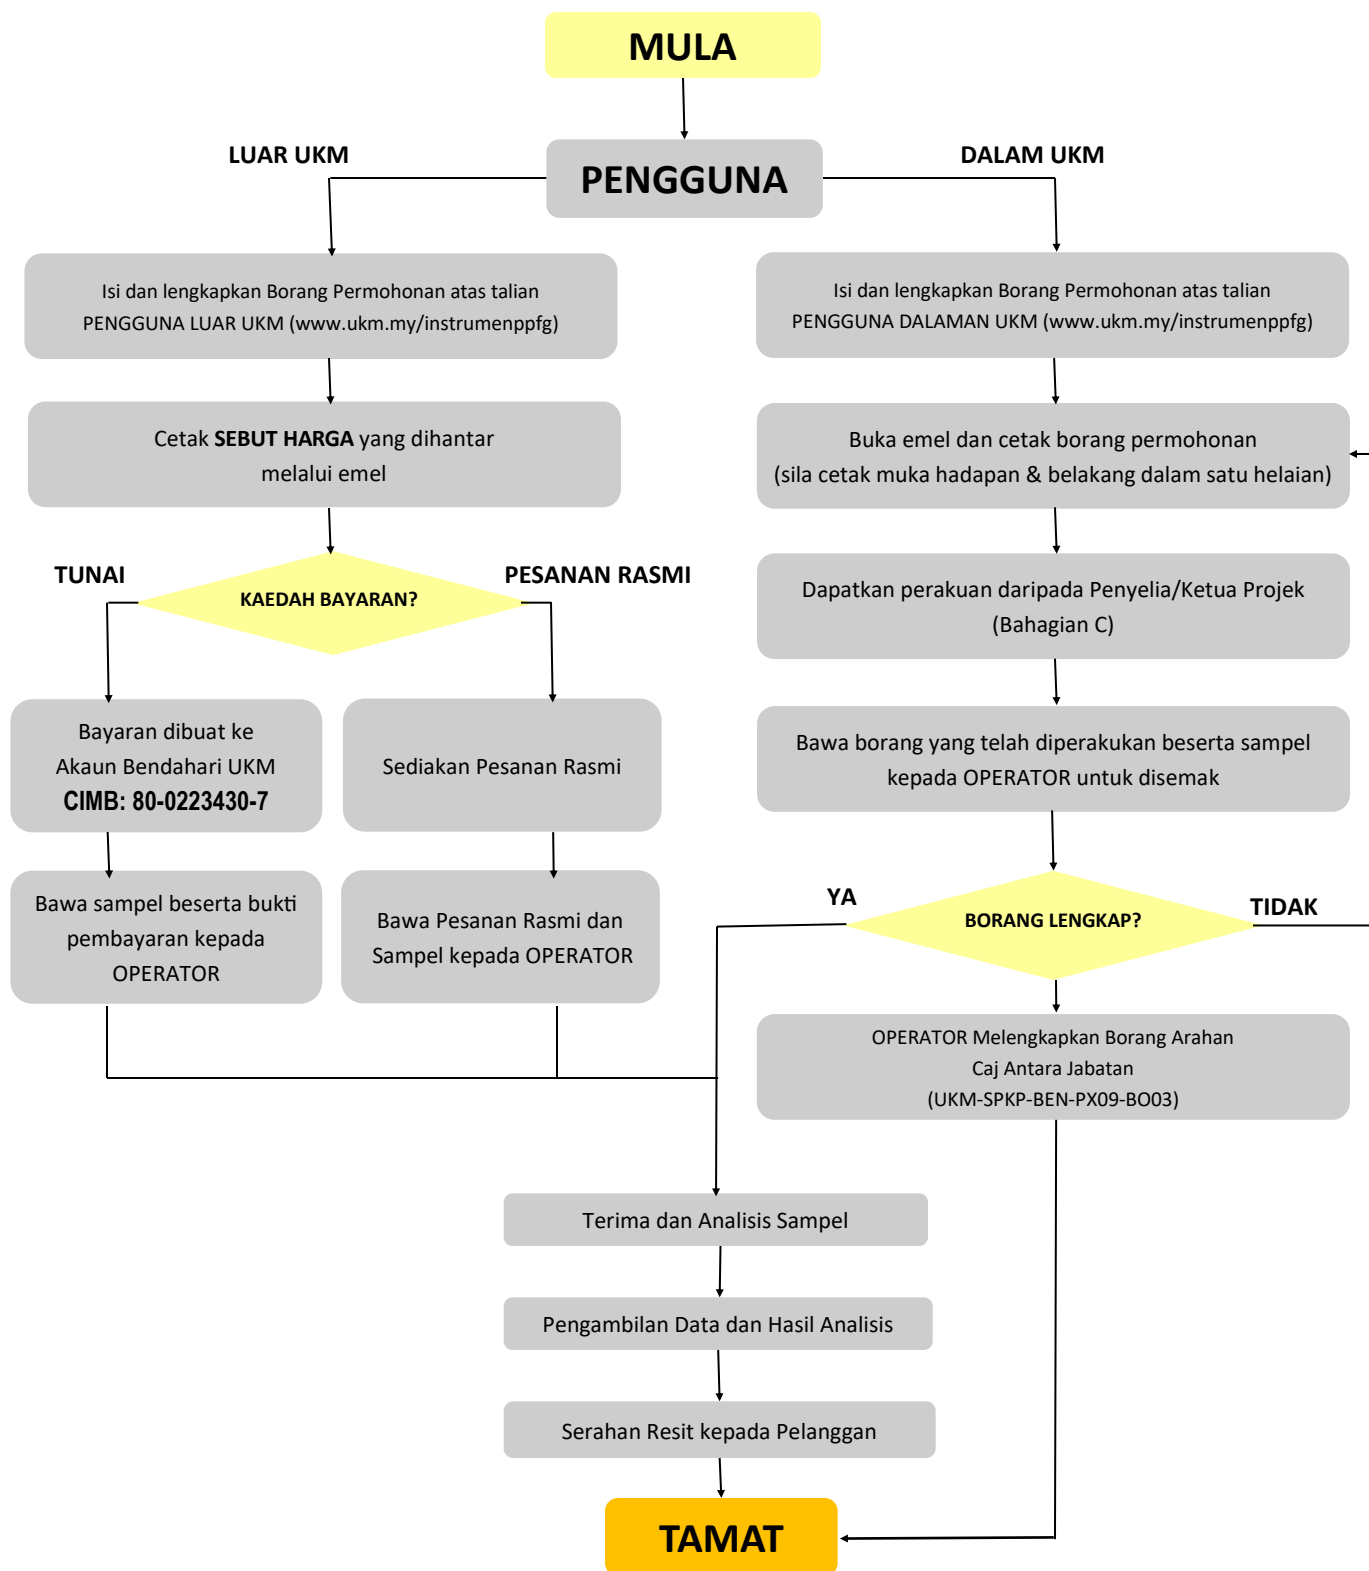 MULA
LUAR UKM
DALAM UKM
PENGGUNA
Isi dan lengkapkan Borang Permohonan atas talian
PENGGUNA LUAR UKM (www.ukm.my/instrumenppfg)
Isi dan lengkapkan Borang Permohonan atas talian
PENGGUNA DALAMAN UKM (www.ukm.my/instrumenppfg)
Cetak SEBUT HARGA yang dihantar
melalui emel
Buka emel dan cetak borang permohonan
(sila cetak muka hadapan & belakang dalam satu helaian)
TUNAI
KAEDAH BAYARAN?
PESANAN RASMI
Dapatkan perakuan daripada Penyelia/Ketua Projek
(Bahagian C)
Bayaran dibuat ke
Akaun Bendahari UKM
CIMB: 80-0223430-7
Sediakan Pesanan Rasmi
Bawa borang yang telah diperakukan beserta sampel
kepada OPERATOR untuk disemak
Bawa sampel beserta bukti
pembayaran kepada
OPERATOR
Bawa Pesanan Rasmi dan
Sampel kepada OPERATOR
YA
BORANG LENGKAP?
TIDAK
OPERATOR Melengkapkan Borang Arahan
Caj Antara Jabatan
(UKM-SPKP-BEN-PX09-BO03)
Terima dan Analisis Sampel
Pengambilan Data dan Hasil Analisis
Serahan Resit kepada Pelanggan
TAMAT